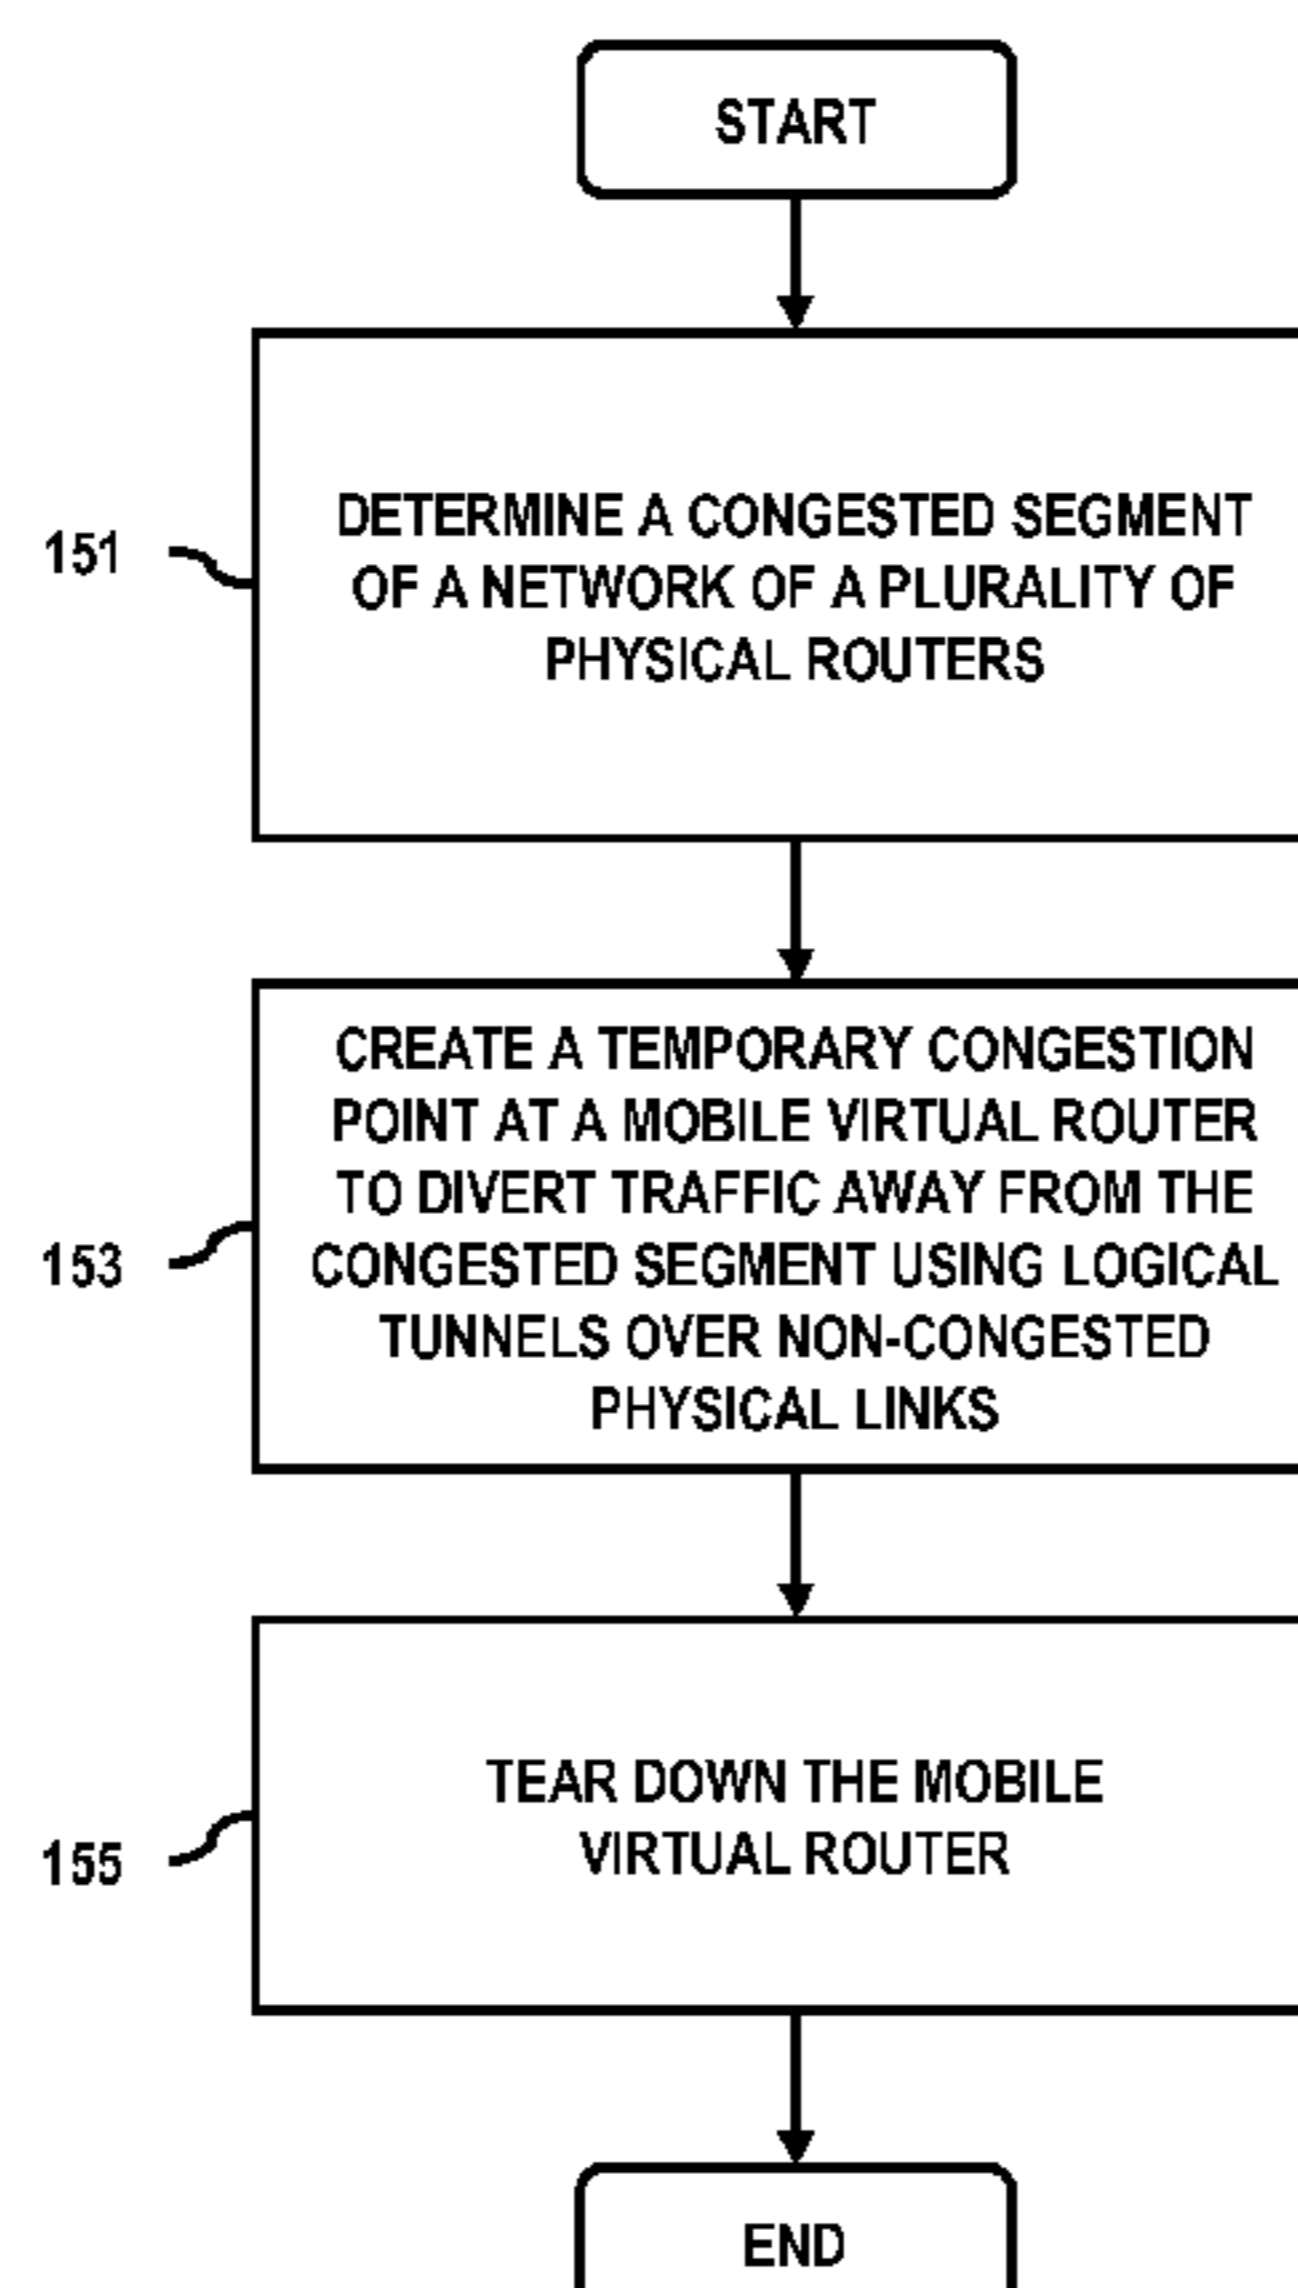 START
151
DETERMINE A CONGESTED SEGMENT
OF A NETWORK OF A PLURALITY OF
PHYSICAL ROUTERS
153
CREATE A TEMPORARY CONGESTION
POINT AT A MOBILE VIRTUAL ROUTER
TO DIVERT TRAFFIC AWAY FROM THE
CONGESTED SEGMENT USING LOGICAL
TUNNELS OVER NON-CONGESTED
PHYSICAL LINKS
155
TEAR DOWN THE MOBILE
VIRTUAL ROUTER
END